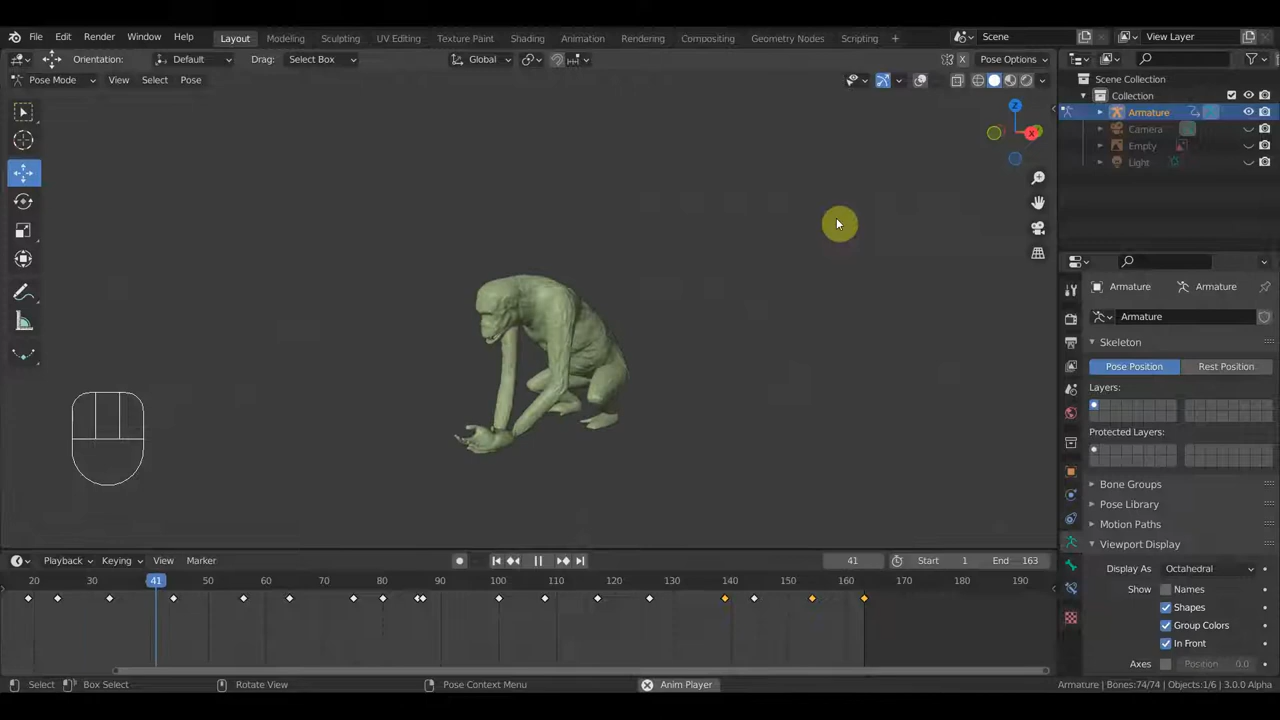 File Edit Render Window Help Layout Modeling Sculpting UV Editing Texture Paint Shading Animation Rendering Compositing Geometry Nodes Scripting + Scene View Layer
Orientation: Default Drag: Select Box Global Pose Options
Pose Mode View Select Pose
Scene Collection
Collection
Armature
Camera
Empty
Light
Z
X
Armature Armature
Armature
Skeleton
Pose Position Rest Position
Layers:
Protected Layers:
Bone Groups
Pose Library
Motion Paths
Viewport Display
Display As Octahedral
Show Names
Shapes
Group Colors
In Front
Axes Position 0.0
Playback Keying View Marker 41 Start 1 End 163
20 30 41 50 60 70 80 90 100 110 120 130 140 150 160 170 180 190
Select Box Select Rotate View Pose Context Menu Anim Player Armature | Bones:74/74 | Objects:1/6 | 3.0.0 Alpha